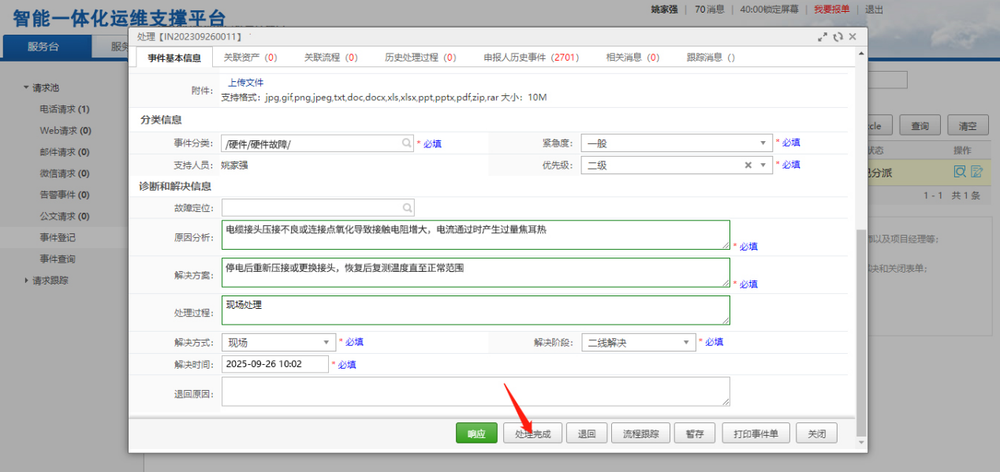 智能一体化运维支撑平台
姚家强 | 70消息 | 40:00锁定屏幕 | 我要报单 | 退出
服务台
服务
处理【IN202309260011】
事件基本信息 关联资产 (0) 关联流程 (0) 历史处理过程 (0) 申报人历史事件 (2701) 相关消息 (0) 跟踪消息 ()
请求池
电话请求 (1)
Web请求 (0)
邮件请求 (0)
微信请求 (0)
告警事件 (0)
公文请求 (0)
事件登记
事件查询
请求跟踪
附件: 上传文件
支持格式: jpg,gif,png,jpeg,txt,doc,docx,xls,xlsx,ppt,pptx,pdf,zip,rar 大小: 10M
分类信息
事件分类: /硬件/硬件故障/ * 必填 紧急度: 一般 * 必填
支持人员: 姚家强 优先级: 二级 * 必填
诊断和解决信息
故障定位:
原因分析: 电缆接头压接不良或连接点氧化导致接触电阻增大，电流通过时产生过量焦耳热 * 必填
解决方案: 停电后重新压接或更换接头，恢复后复测温度直至正常范围 * 必填
处理过程: 现场处理
解决方式: 现场 * 必填 解决阶段: 二线解决 * 必填
解决时间: 2025-09-26 10:02 * 必填
退回原因:
响应 处理完成 退回 流程跟踪 暂存 打印事件单 关闭
cle 查询 清空
状态 操作
分派
1 - 1 共 1 条
以及项目经理等;
决和关闭表单;